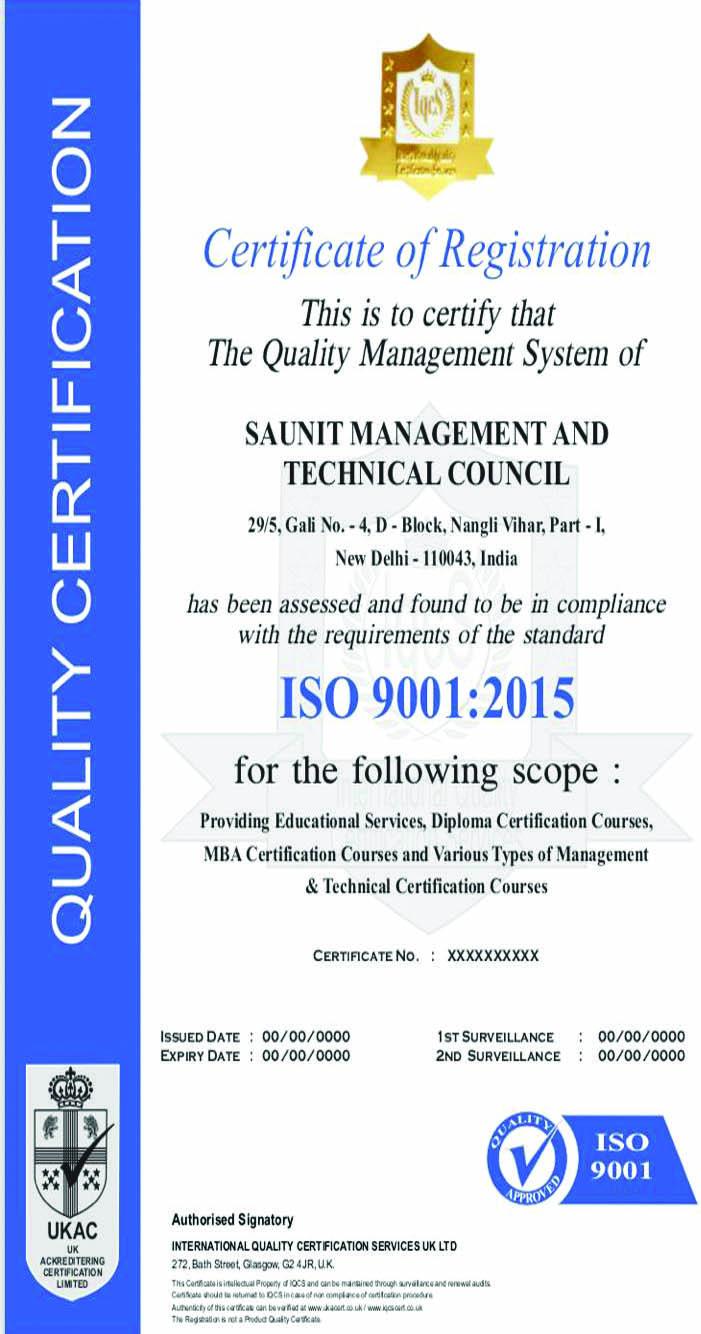 QUALITY CERTIFICATION
IqcS
Certificate of Registration
This is to certify that
The Quality Management System of
SAUNIT MANAGEMENT AND
TECHNICAL COUNCIL
29/5, Gali No. - 4, D - Block, Nangli Vihar, Part - I,
New Delhi - 110043, India
has been assessed and found to be in compliance
with the requirements of the standard
ISO 9001:2015
for the following scope :
Providing Educational Services, Diploma Certification Courses,
MBA Certification Courses and Various Types of Management
& Technical Certification Courses
CERTIFICATE NO. : XXXXXXXXXX
ISSUED DATE : 00/00/0000 1ST SURVEILLANCE : 00/00/0000
EXPIRY DATE : 00/00/0000 2ND SURVEILLANCE : 00/00/0000
QUALITY
APPROVED
ISO
9001
UKAC
UK
ACKREDITERING
CERTIFICATION
LIMITED
Authorised Signatory
INTERNATIONAL QUALITY CERTIFICATION SERVICES UK LTD
272, Bath Street, Glasgow, G2 4JR, U.K.
This Certificate is intellectual Property of IQCS and can be maintained through surveillance and renewal audits.
Certificate should be returned to IQCS in case of non compliance of certification procedure.
Authenticity of this certificate can be verified at www.ukacert.co.uk / www.iqcscert.co.uk
The Registration is not a Product Quality Certificate.